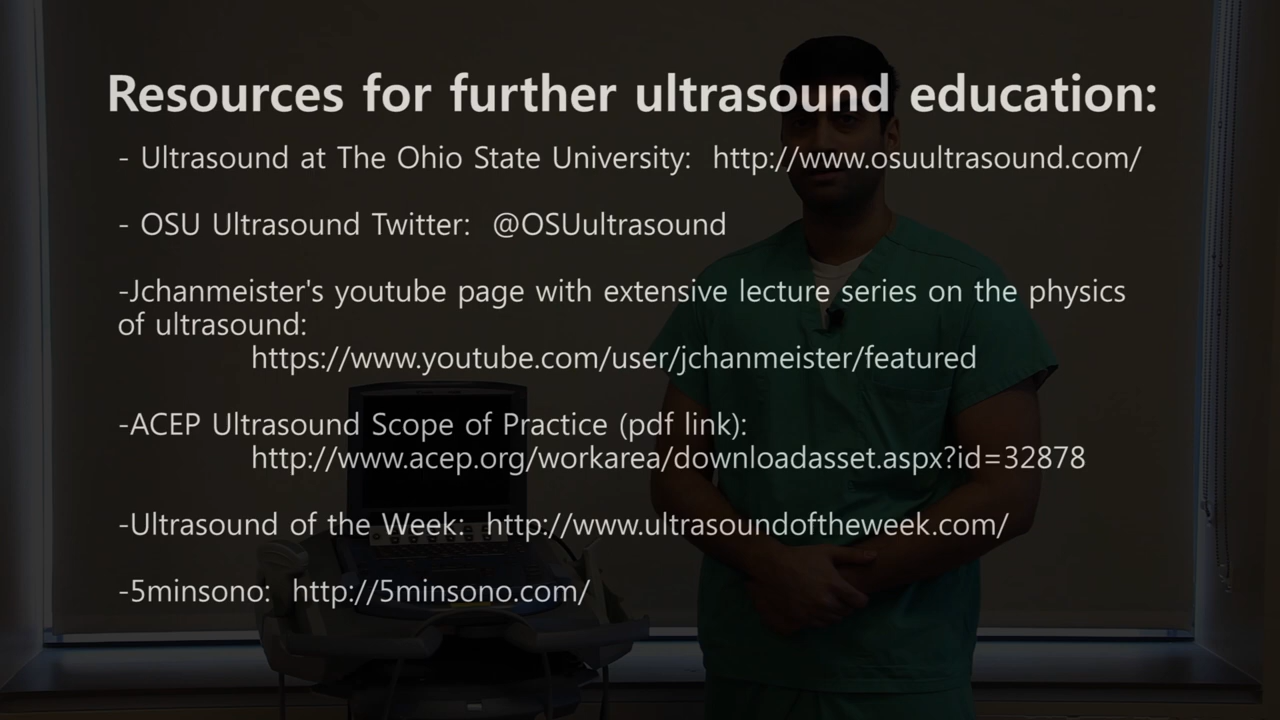 Resources for further ultrasound education:
- Ultrasound at The Ohio State University: http://www.osuultrasound.com/
- OSU Ultrasound Twitter: @OSUultrasound
-Jchanmeister's youtube page with extensive lecture series on the physics
of ultrasound:
https://www.youtube.com/user/jchanmeister/featured
-ACEP Ultrasound Scope of Practice (pdf link):
http://www.acep.org/workarea/downloadasset.aspx?id=32878
-Ultrasound of the Week: http://www.ultrasoundoftheweek.com/
-5minsono: http://5minsono.com/